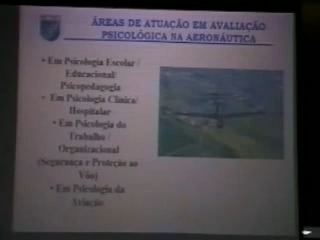 ÁREAS DE ATUAÇÃO EM AVALIAÇÃO
PSICOLÓGICA NA AERONÁUTICA
• Em Psicologia Escolar /
Educacional/
Psicopedagogia
• Em Psicologia Clínica/
Hospitalar
• Em Psicologia do
Trabalho /
Organizacional
(Segurança e Proteção ao
Vôo)
• Em Psicologia da
Aviação